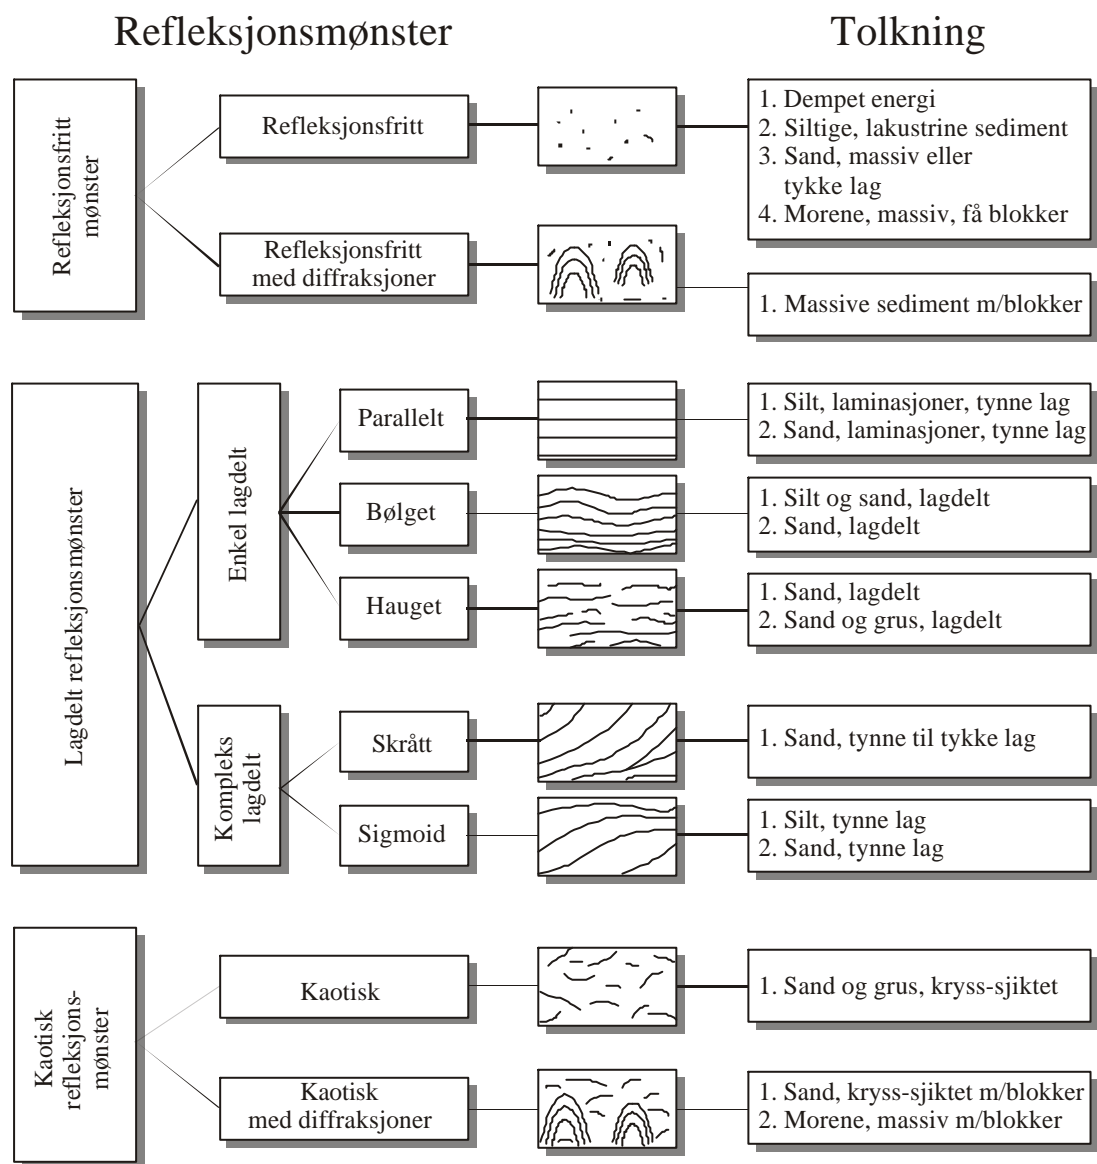 Refleksjonsmønster
Tolkning
Refleksjonsfritt
mønster
Refleksjonsfritt
1. Dempet energi
2. Siltige, lakustrine sediment
3. Sand, massiv eller
tykke lag
4. Morene, massiv, få blokker
Refleksjonsfritt
med diffraksjoner
1. Massive sediment m/blokker
Lagdelt refleksjonsmønster
Enkel lagdelt
Parallelt
1. Silt, laminasjoner, tynne lag
2. Sand, laminasjoner, tynne lag
Bølget
1. Silt og sand, lagdelt
2. Sand, lagdelt
Hauget
1. Sand, lagdelt
2. Sand og grus, lagdelt
Kompleks
lagdelt
Skrått
1. Sand, tynne til tykke lag
Sigmoid
1. Silt, tynne lag
2. Sand, tynne lag
Kaotisk
refleksjons-
mønster
Kaotisk
1. Sand og grus, kryss-sjiktet
Kaotisk
med diffraksjoner
1. Sand, kryss-sjiktet m/blokker
2. Morene, massiv m/blokker